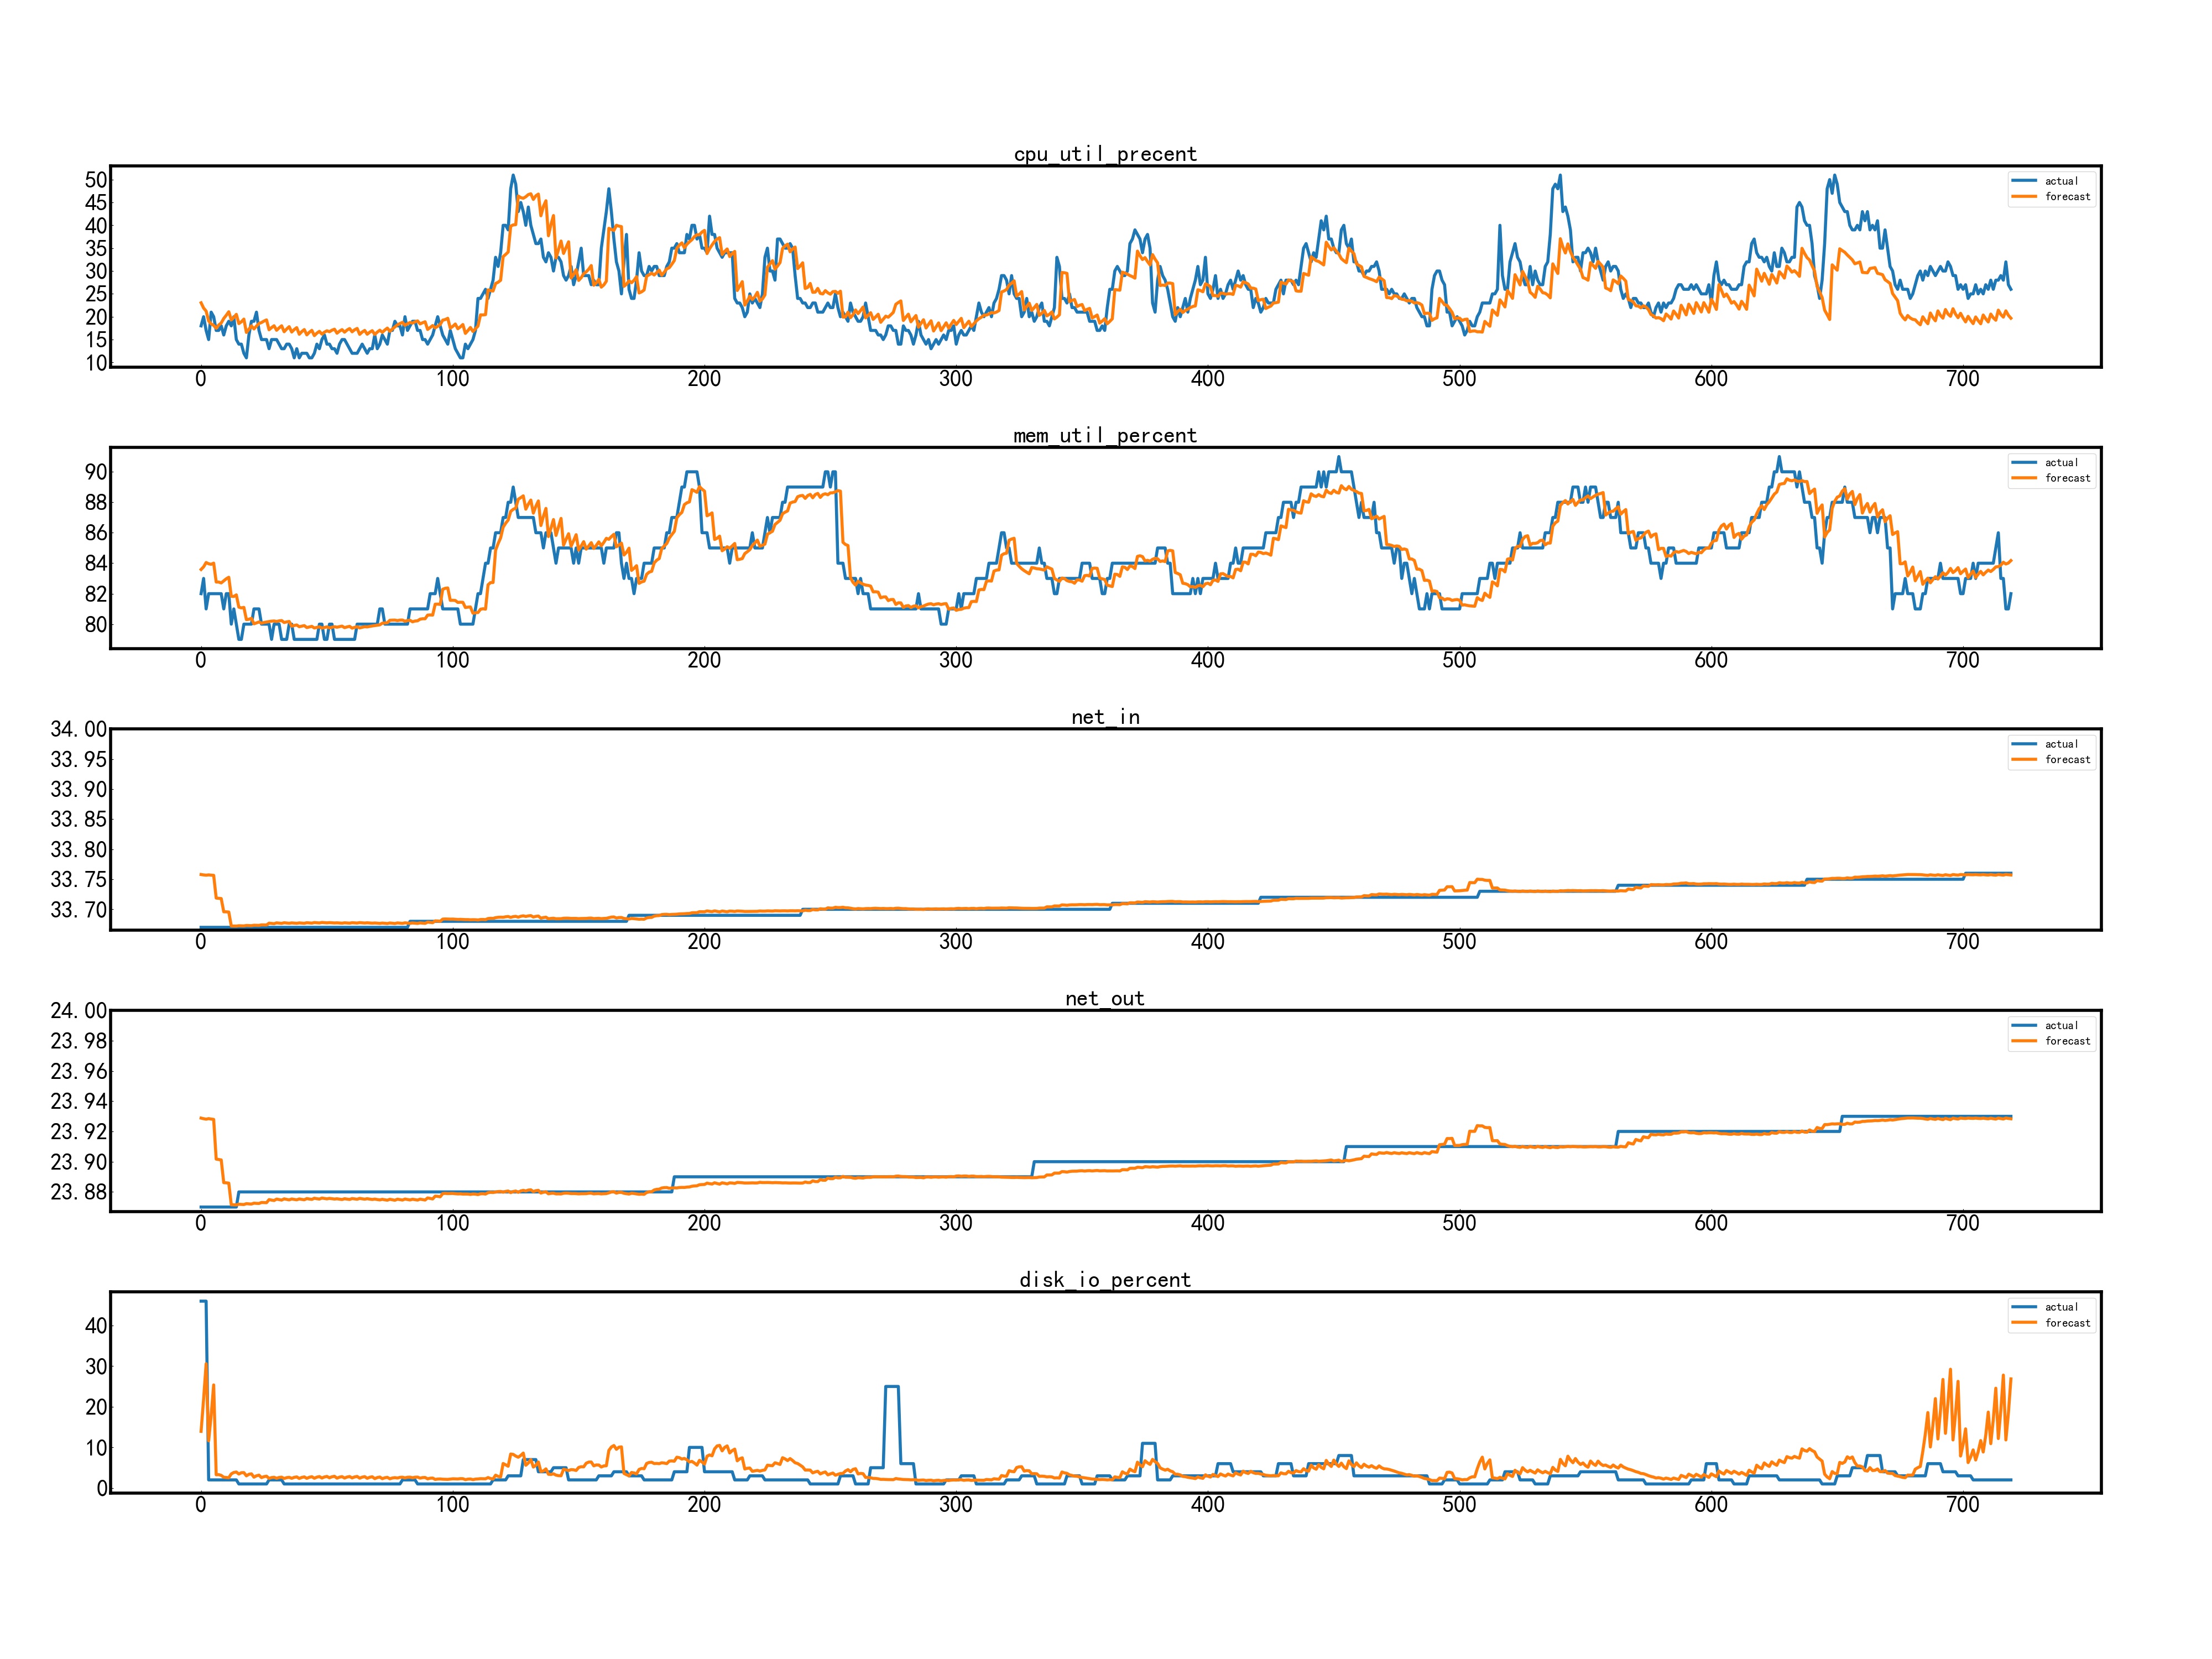 cpu_util_precent
50
45
40
35
30
25
20
15
10
actual
forecast
0 100 200 300 400 500 600 700
mem_util_percent
90
88
86
84
82
80
actual
forecast
0 100 200 300 400 500 600 700
net_in
34.00
33.95
33.90
33.85
33.80
33.75
33.70
actual
forecast
0 100 200 300 400 500 600 700
net_out
24.00
23.98
23.96
23.94
23.92
23.90
23.88
actual
forecast
0 100 200 300 400 500 600 700
disk_io_percent
40
30
20
10
0
actual
forecast
0 100 200 300 400 500 600 700